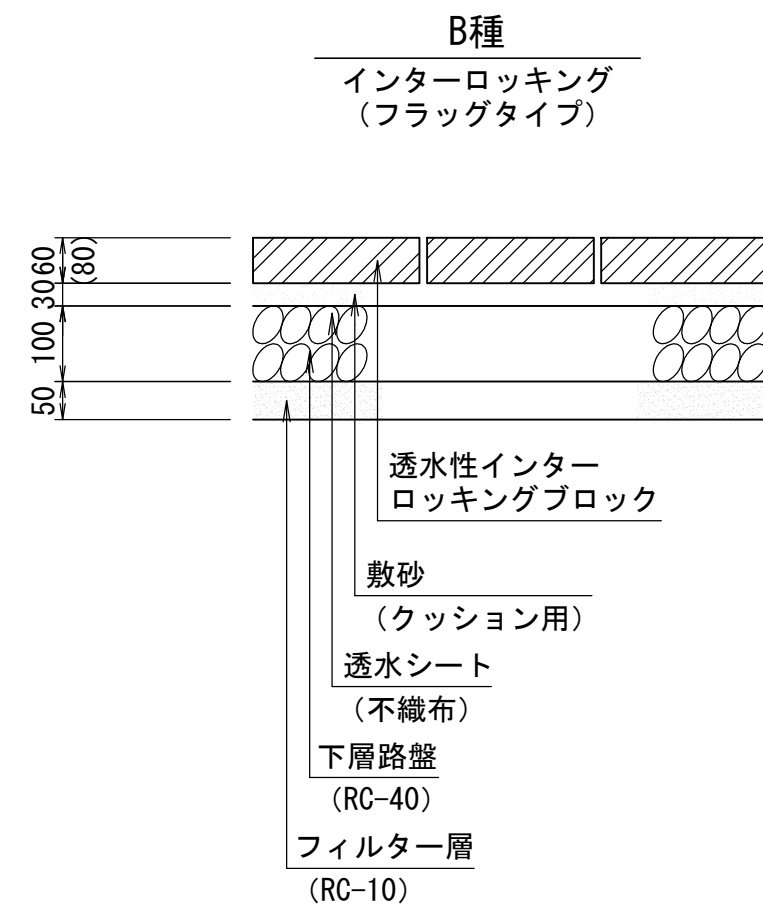 B種
インターロッキング
（フラッグタイプ）
60
(80)
30
100
50
透水性インター
ロッキングブロック
敷砂
（クッション用）
透水シート
（不織布）
下層路盤
(RC-40)
フィルター層
(RC-10)